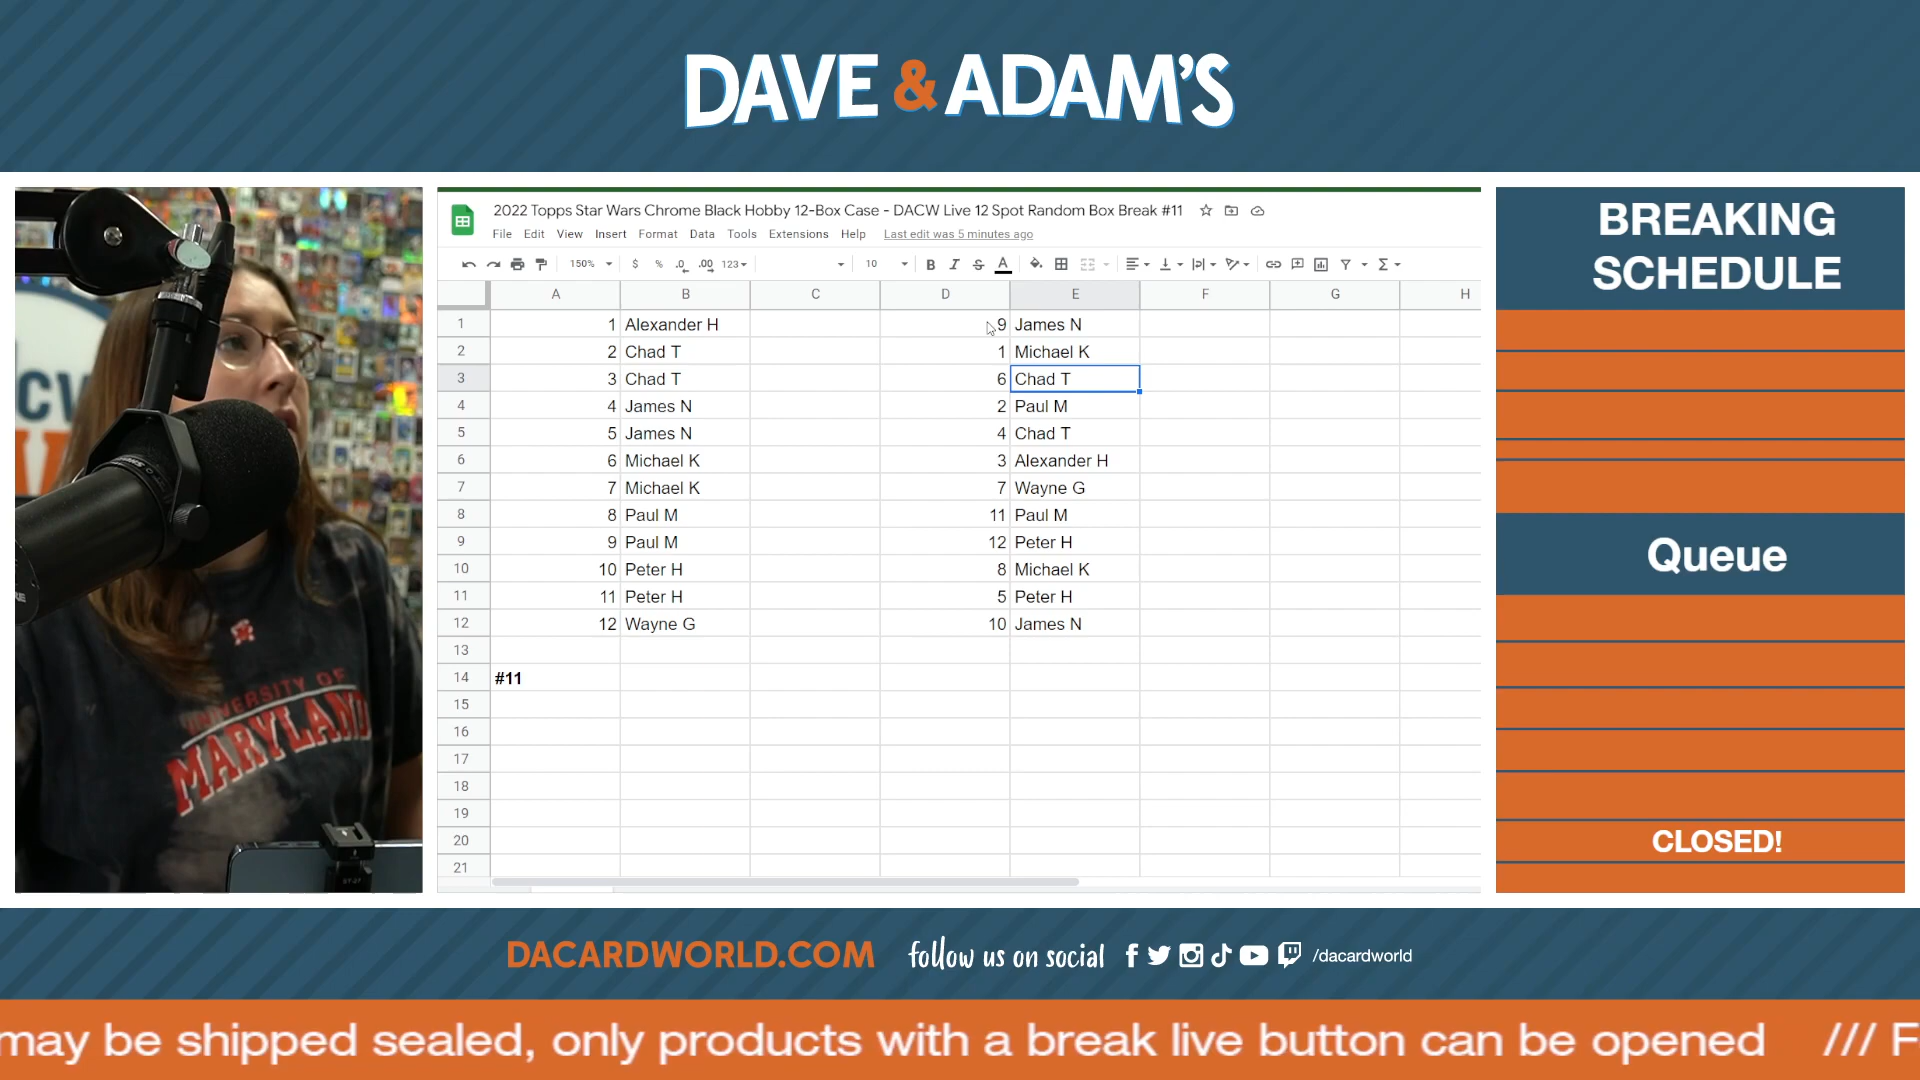 DAVE & ADAM'S
2022 Topps Star Wars Chrome Black Hobby 12-Box Case - DACW Live 12 Spot Random Box Break #11
File Edit View Insert Format Data Tools Extensions Help Last edit was 5 minutes ago
150% $ % .0 .00 123 10 B I S A
A B C D E F G H
1 1 Alexander H 9 James N
2 2 Chad T 1 Michael K
3 3 Chad T 6 Chad T
4 4 James N 2 Paul M
5 5 James N 4 Chad T
6 6 Michael K 3 Alexander H
7 7 Michael K 7 Wayne G
8 8 Paul M 11 Paul M
9 9 Paul M 12 Peter H
10 10 Peter H 8 Michael K
11 11 Peter H 5 Peter H
12 12 Wayne G 10 James N
13
14 #11
15
16
17
18
19
20
21
UNIVERSITY OF
MARYLAND
BREAKING
SCHEDULE
Queue
CLOSED!
DACARDWORLD.COM follow us on social /dacardworld
may be shipped sealed, only products with a break live button can be opened /// F